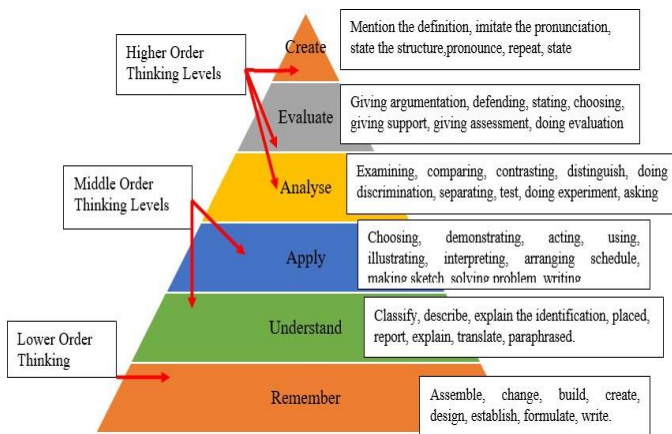 Create
Mention the definition, imitate the pronunciation,
state the structure,pronounce, repeat, state
Higher Order
Thinking Levels
Evaluate
Giving argumentation, defending, stating, choosing,
giving support, giving assessment, doing evaluation
Analyse
Examining, comparing, contrasting, distinguish, doing
discrimination, separating, test, doing experiment, asking
Middle Order
Thinking Levels
Apply
Choosing, demonstrating, acting, using,
illustrating, interpreting, arranging schedule,
making sketch, solving problem, writing
Understand
Classify, describe, explain the identification, placed,
report, explain, translate, paraphrased.
Lower Order
Thinking
Remember
Assemble, change, build, create,
design, establish, formulate, write.